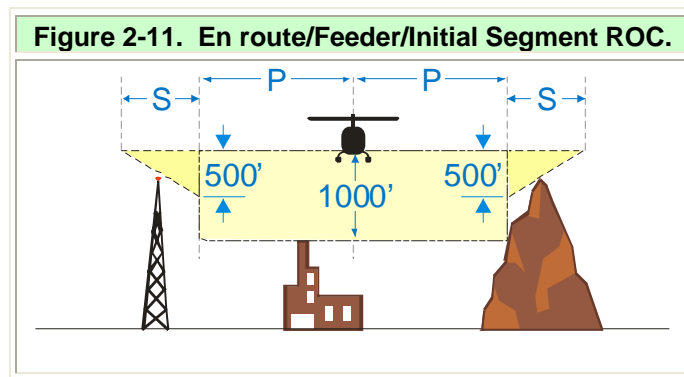 Figure 2-11. En route/Feeder/Initial Segment ROC.
S P P S
500’ 1000’ 500’